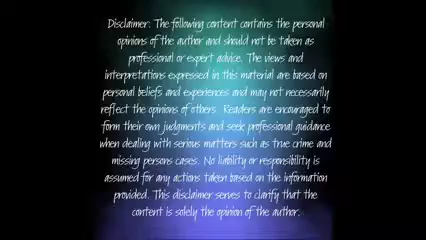 Disclaimer: The following content contains the personal
opinions of the author and should not be taken as
professional or expert advice. The views and
interpretations expressed in this material are based on
personal beliefs and experiences and may not necessarily
reflect the opinions of others. Readers are encouraged to
form their own judgments and seek professional guidance
when dealing with serious matters such as true crime and
missing persons cases. No liability or responsibility is
assumed for any actions taken based on the information
provided. This disclaimer serves to clarify that the
content is solely the opinion of the author.